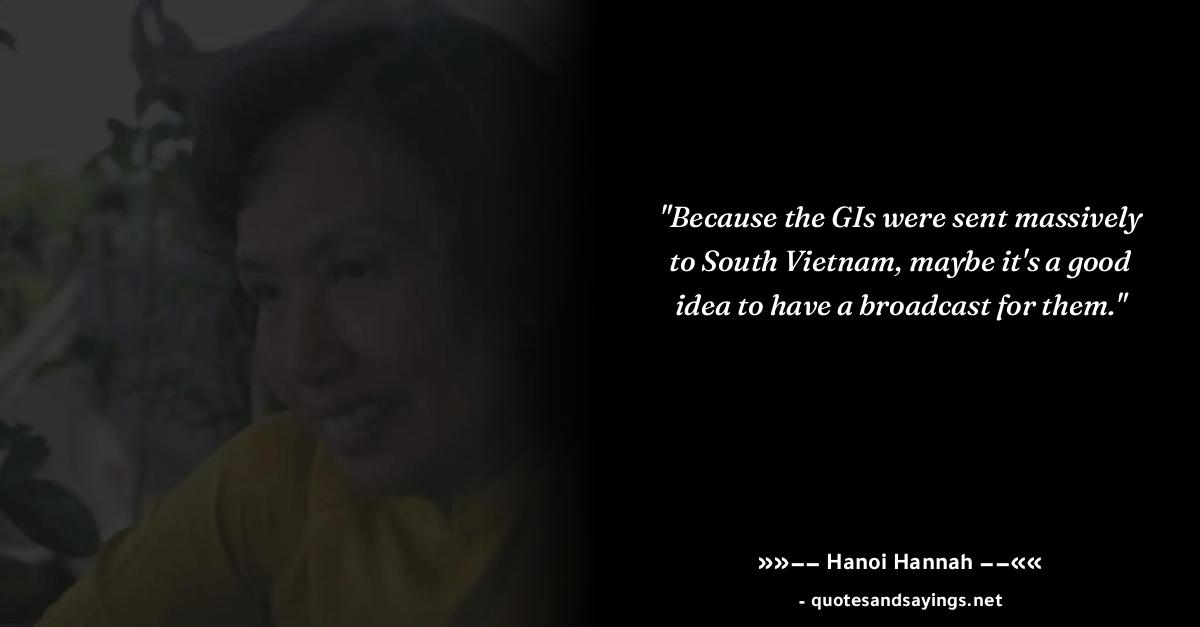 "Because the GIs were sent massively
to South Vietnam, maybe it's a good
idea to have a broadcast for them."
»»–– Hanoi Hannah ––««
- quotesandsayings.net